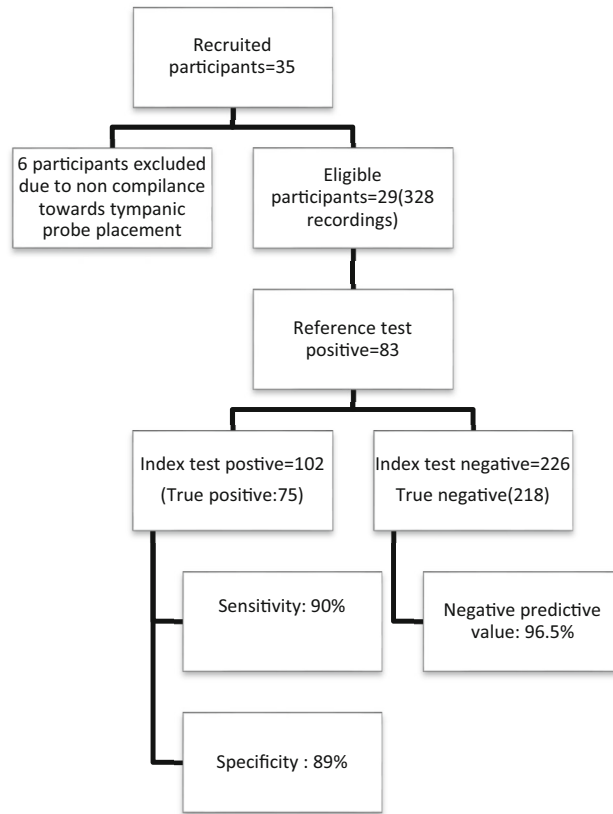 Recruited
participants=35
6 participants excluded
due to non compilance
towards tympanic
probe placement
Eligible
participants=29(328
recordings)
Reference test
positive=83
Index test postive=102
(True positive:75)
Index test negative=226
True negative(218)
Sensitivity: 90%
Negative predictive
value: 96.5%
Specificity : 89%